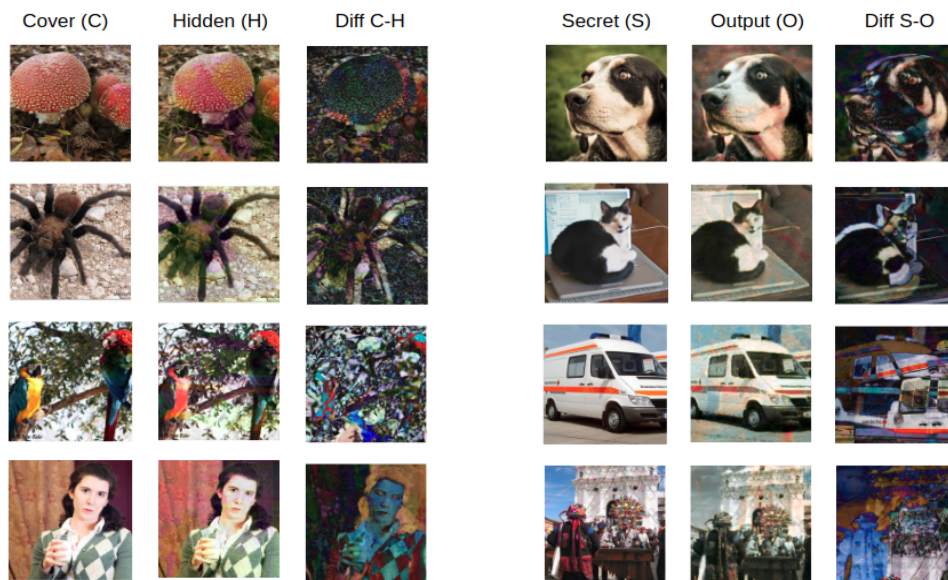 Cover (C) Hidden (H) Diff C-H Secret (S) Output (O) Diff S-O